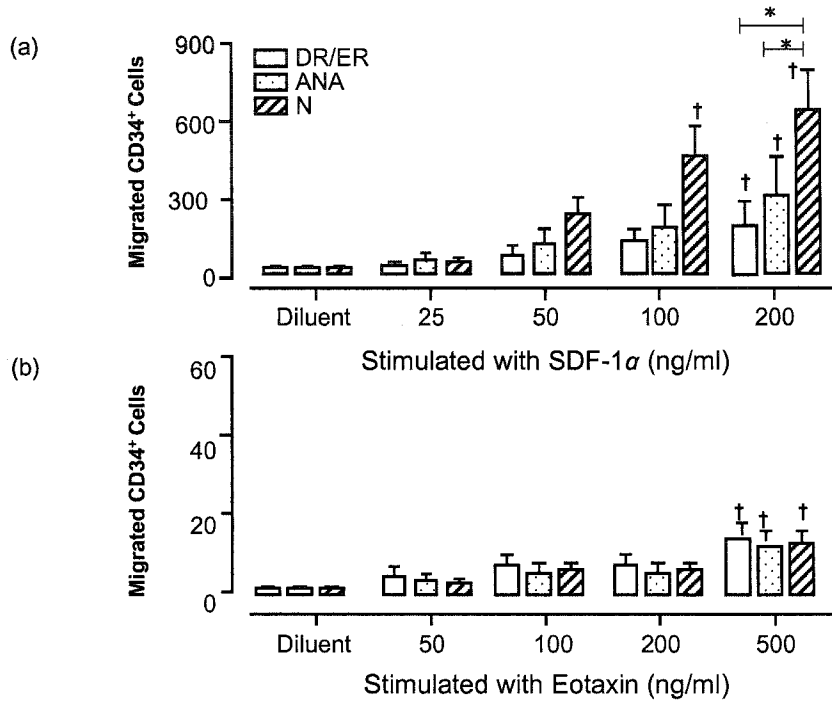 (a)
Migrated CD34+ Cells
900
600
300
0
DR/ER
ANA
N
*
*
†
†
†
†
Diluent 25 50 100 200
Stimulated with SDF-1α (ng/ml)
(b)
Migrated CD34+ Cells
60
40
20
0
† † †
Diluent 50 100 200 500
Stimulated with Eotaxin (ng/ml)